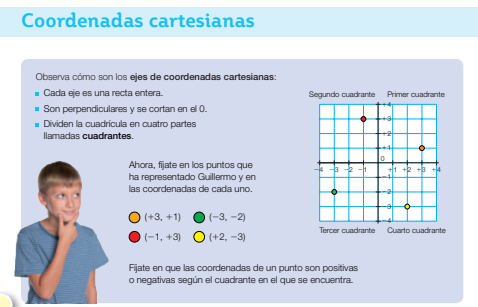 Coordenadas cartesianas
Observa cómo son los ejes de coordenadas cartesianas:
Cada eje es una recta entera.
Son perpendiculares y se cortan en el 0.
Dividen la cuadrícula en cuatro partes
llamadas cuadrantes.
Ahora, fíjate en los puntos que
ha representado Guillermo y en
las coordenadas de cada uno.
(+3, +1) (−3, −2)
(−1, +3) (+2, −3)
Segundo cuadrante Primer cuadrante
+4
+3
+2
+1
0
−4 −3 −2 −1 +1 +2 +3 +4
−1
−2
−3
−4
Tercer cuadrante Cuarto cuadrante
Fíjate en que las coordenadas de un punto son positivas
o negativas según el cuadrante en el que se encuentra.